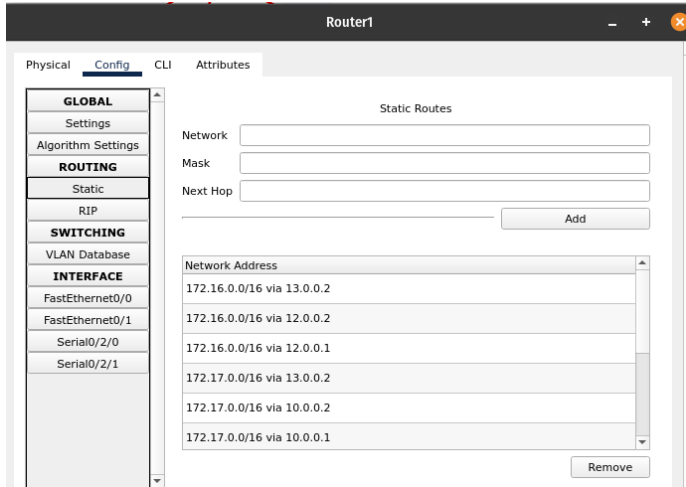 Router1
Physical Config CLI Attributes
GLOBAL
Settings
Algorithm Settings
ROUTING
Static
RIP
SWITCHING
VLAN Database
INTERFACE
FastEthernet0/0
FastEthernet0/1
Serial0/2/0
Serial0/2/1
Static Routes
Network
Mask
Next Hop
Add
Network Address
172.16.0.0/16 via 13.0.0.2
172.16.0.0/16 via 12.0.0.2
172.16.0.0/16 via 12.0.0.1
172.17.0.0/16 via 13.0.0.2
172.17.0.0/16 via 10.0.0.2
172.17.0.0/16 via 10.0.0.1
Remove